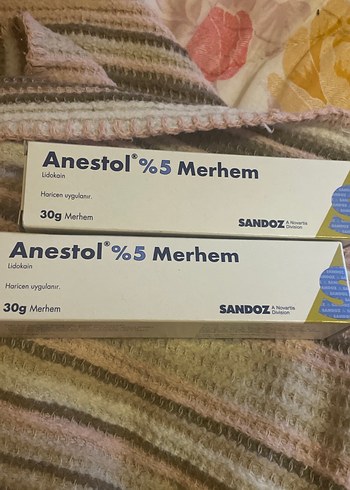 Anestol® %5 Merhem
Lidokain
Haricen uygulanır.
30g Merhem
SANDOZ A Novartis Division
Anestol® %5 Merhem
Lidokain
Haricen uygulanır.
30g Merhem
SANDOZ A Novartis Division